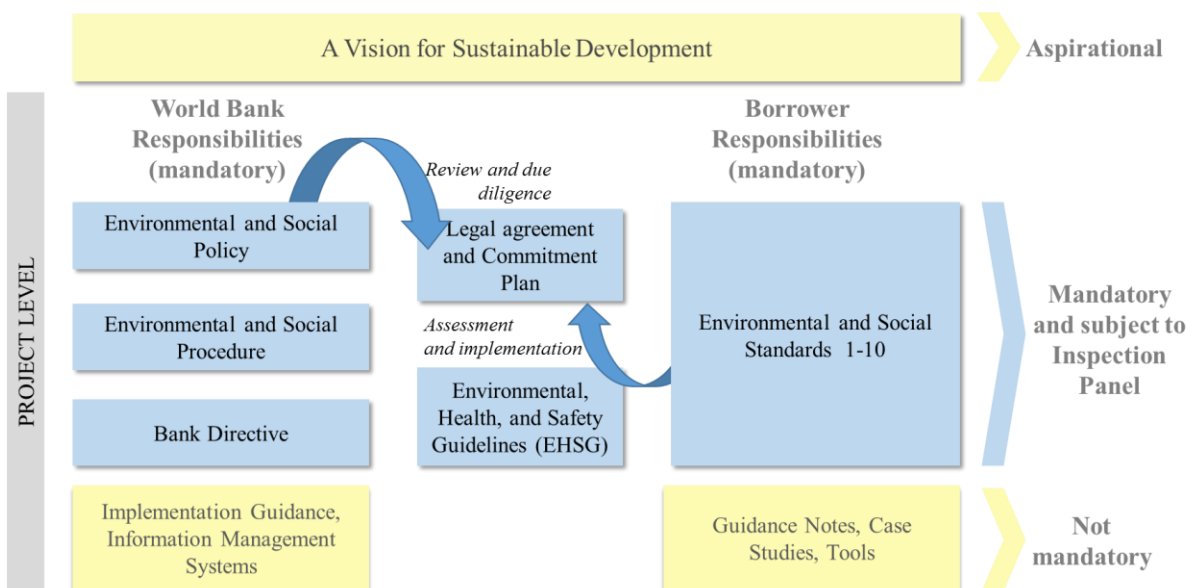 A Vision for Sustainable Development
Aspirational
PROJECT LEVEL
World Bank
Responsibilities
(mandatory)
Borrower
Responsibilities
(mandatory)
Review and due
diligence
Environmental and Social
Policy
Legal agreement
and Commitment
Plan
Environmental and Social
Procedure
Assessment
and implementation
Environmental and Social
Standards 1-10
Mandatory
and subject to
Inspection
Panel
Bank Directive
Environmental,
Health, and Safety
Guidelines (EHSG)
Implementation Guidance,
Information Management
Systems
Guidance Notes, Case
Studies, Tools
Not
mandatory